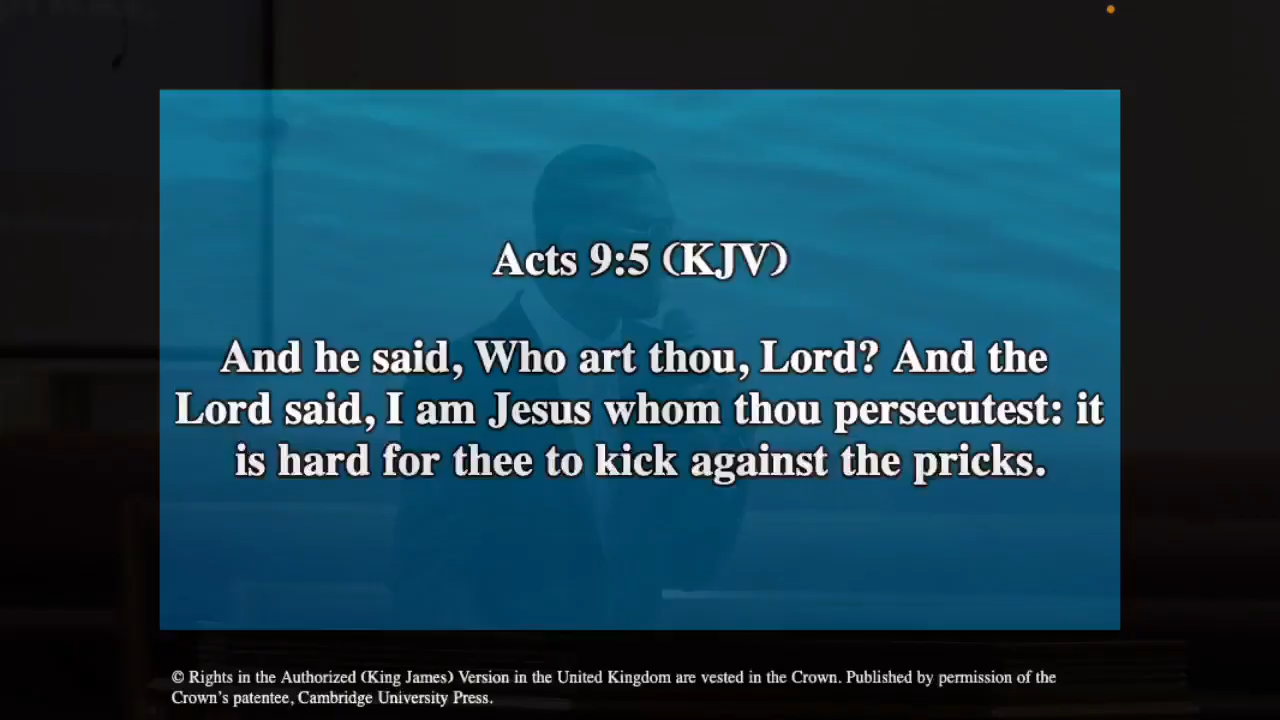 Acts 9:5 (KJV)
And he said, Who art thou, Lord? And the
Lord said, I am Jesus whom thou persecutest: it
is hard for thee to kick against the pricks.
© Rights in the Authorized (King James) Version in the United Kingdom are vested in the Crown. Published by permission of the
Crown’s patentee, Cambridge University Press.